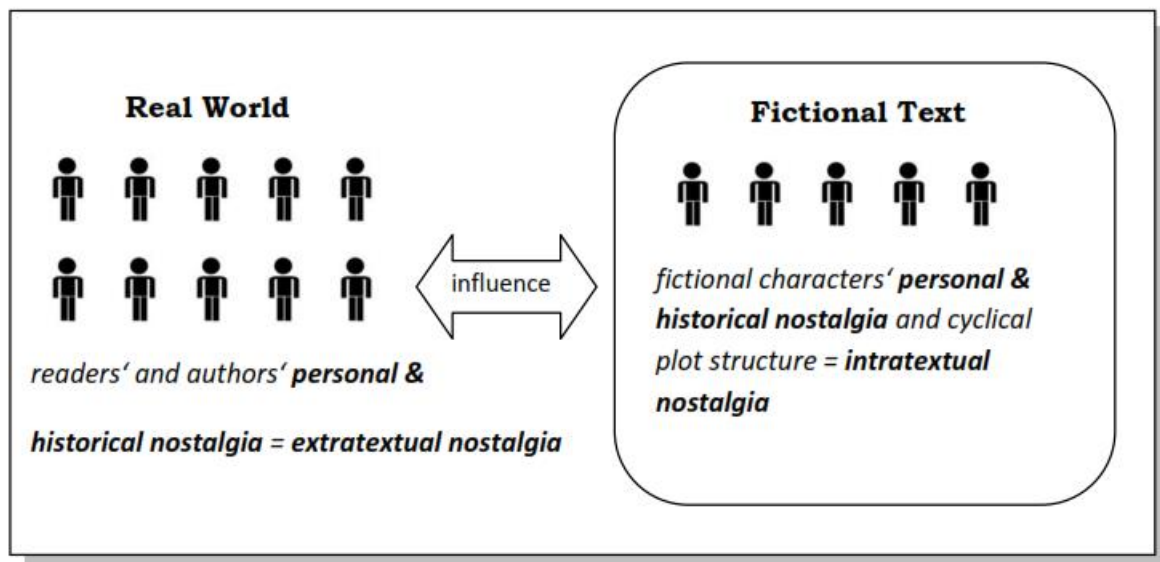 Real World
readers‘ and authors‘ personal &
historical nostalgia = extratextual nostalgia
influence
Fictional Text
fictional characters‘ personal &
historical nostalgia and cyclical
plot structure = intratextual
nostalgia